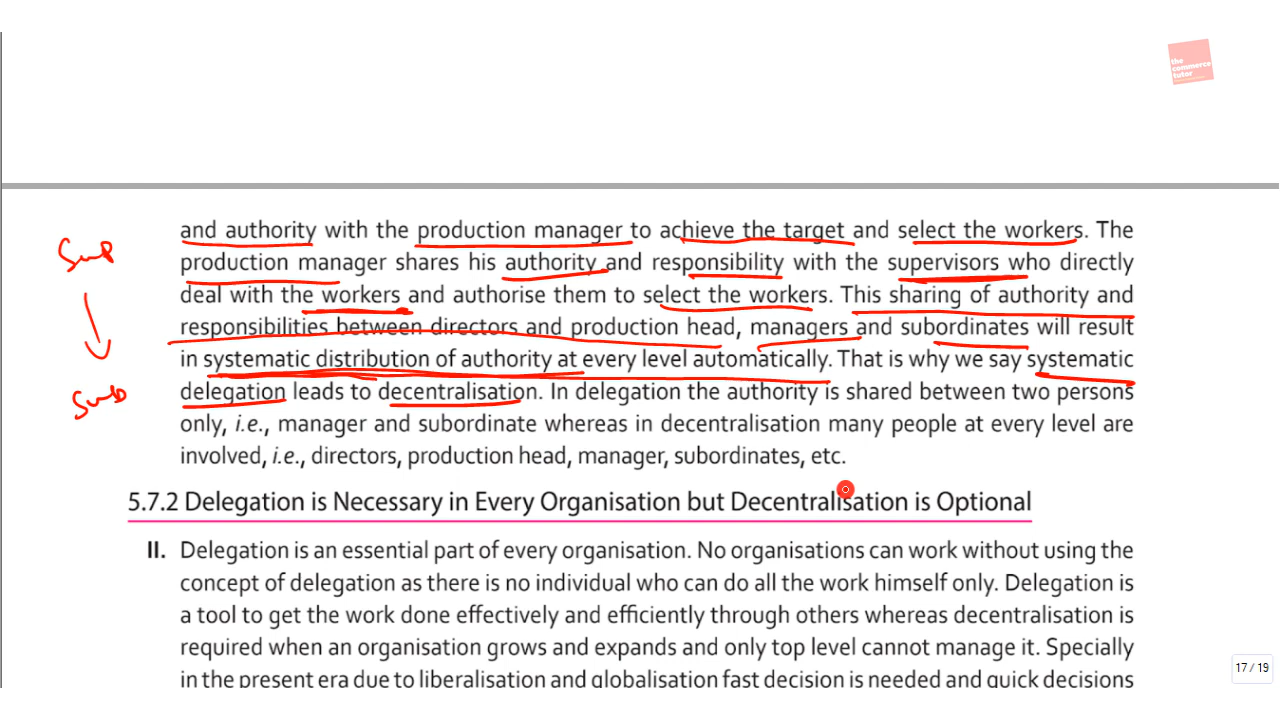 the
commerce
tutor
and authority with the production manager to achieve the target and select the workers. The
production manager shares his authority and responsibility with the supervisors who directly
deal with the workers and authorise them to select the workers. This sharing of authority and
responsibilities between directors and production head, managers and subordinates will result
in systematic distribution of authority at every level automatically. That is why we say systematic
delegation leads to decentralisation. In delegation the authority is shared between two persons
only, i.e., manager and subordinate whereas in decentralisation many people at every level are
involved, i.e., directors, production head, manager, subordinates, etc.
Sup
Sub
5.7.2 Delegation is Necessary in Every Organisation but Decentralisation is Optional
II. Delegation is an essential part of every organisation. No organisations can work without using the
concept of delegation as there is no individual who can do all the work himself only. Delegation is
a tool to get the work done effectively and efficiently through others whereas decentralisation is
required when an organisation grows and expands and only top level cannot manage it. Specially
in the present era due to liberalisation and globalisation fast decision is needed and quick decisions
17 / 19